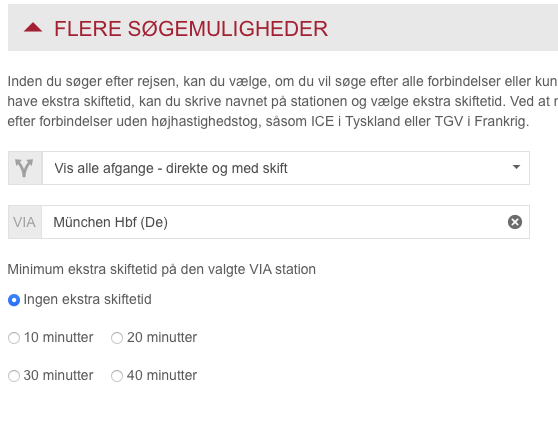 FLERE SØGEMULIGHEDER
Inden du søger efter rejsen, kan du vælge, om du vil søge efter alle forbindelser eller kun
have ekstra skiftetid, kan du skrive navnet på stationen og vælge ekstra skiftetid. Ved at
efter forbindelser uden højhastighedstog, såsom ICE i Tyskland eller TGV i Frankrig.
Vis alle afgange - direkte og med skift
VIA München Hbf (De)
Minimum ekstra skiftetid på den valgte VIA station
Ingen ekstra skiftetid
10 minutter 20 minutter
30 minutter 40 minutter